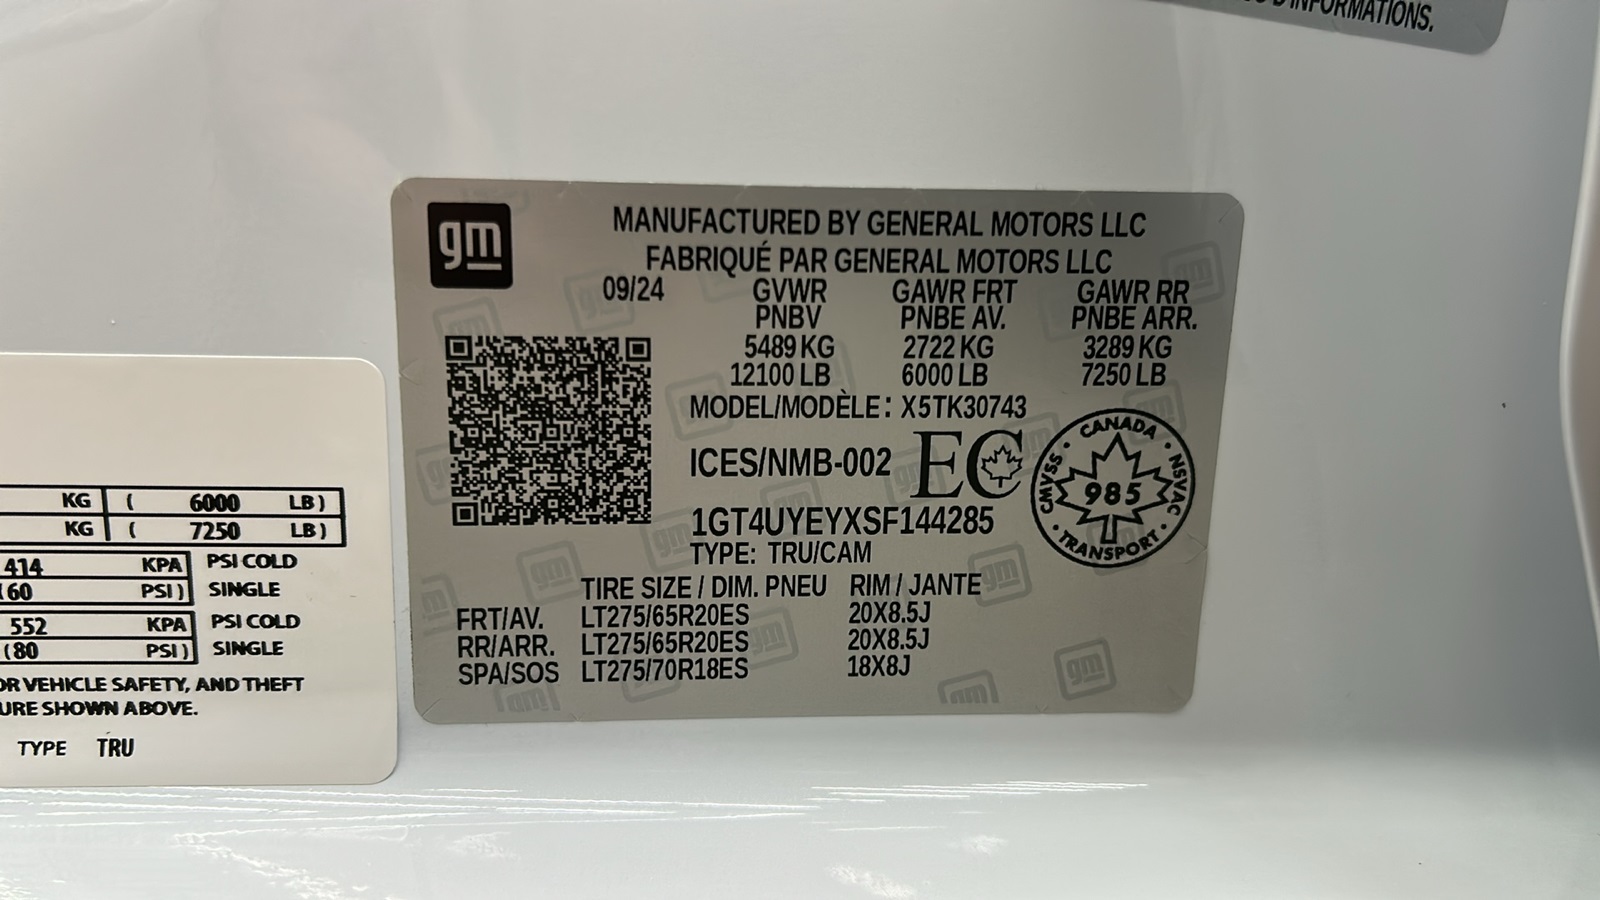 D'INFORMATIONS.
gm
MANUFACTURED BY GENERAL MOTORS LLC
FABRIQUÉ PAR GENERAL MOTORS LLC
09/24 GVWR GAWR FRT GAWR RR
PNBV PNBE AV. PNBE ARR.
5489 KG 2722 KG 3289 KG
12100 LB 6000 LB 7250 LB
MODEL/MODÈLE: X5TK30743
ICES/NMB-002 EC
CANADA
CMVSS 985 NSVAC
TRANSPORT
1GT4UYEYXSF144285
TYPE: TRU/CAM
TIRE SIZE / DIM. PNEU RIM / JANTE
FRT/AV. LT275/65R20ES 20X8.5J
RR/ARR. LT275/65R20ES 20X8.5J
SPA/SOS LT275/70R18ES 18X8J
KG ( 6000 LB )
KG ( 7250 LB )
414 KPA PSI COLD
(60 PSI ) SINGLE
552 KPA PSI COLD
(80 PSI ) SINGLE
OR VEHICLE SAFETY, AND THEFT
URE SHOWN ABOVE.
TYPE TRU